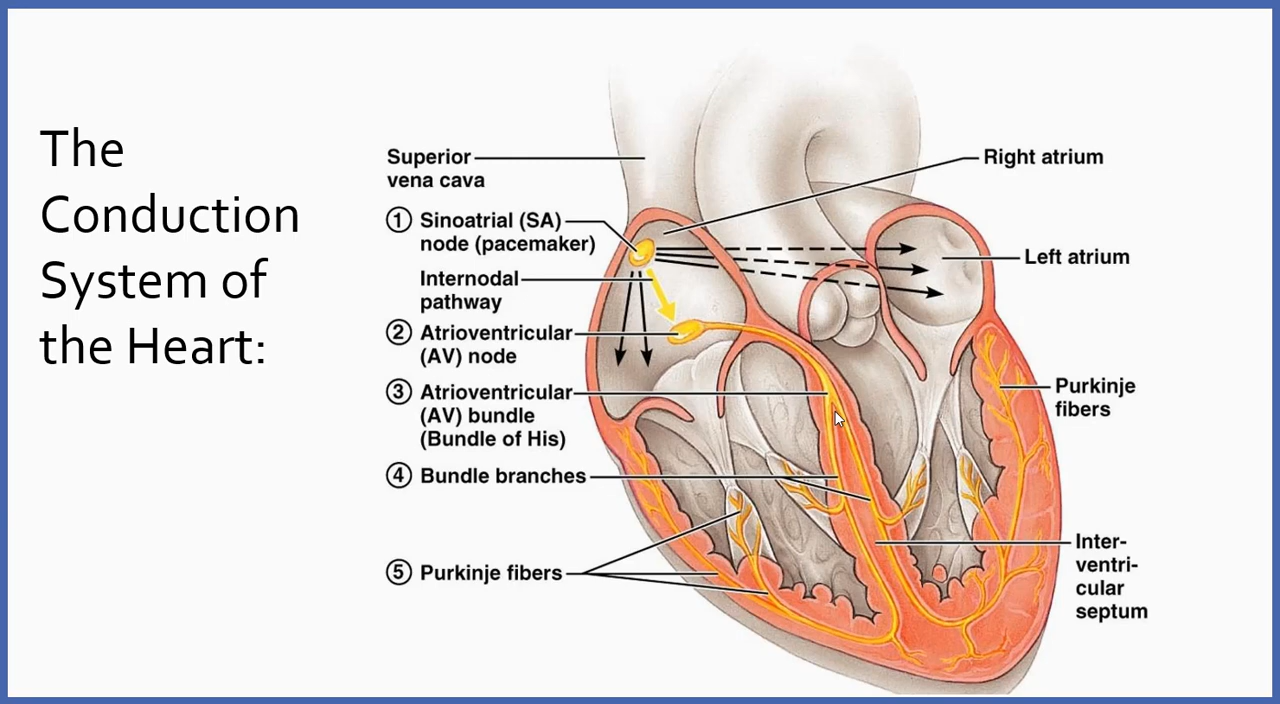 The
Conduction
System of
the Heart:
Superior
vena cava
1 Sinoatrial (SA)
node (pacemaker)
Internodal
pathway
2 Atrioventricular
(AV) node
3 Atrioventricular
(AV) bundle
(Bundle of His)
4 Bundle branches
5 Purkinje fibers
Right atrium
Left atrium
Purkinje
fibers
Inter-
ventri-
cular
septum